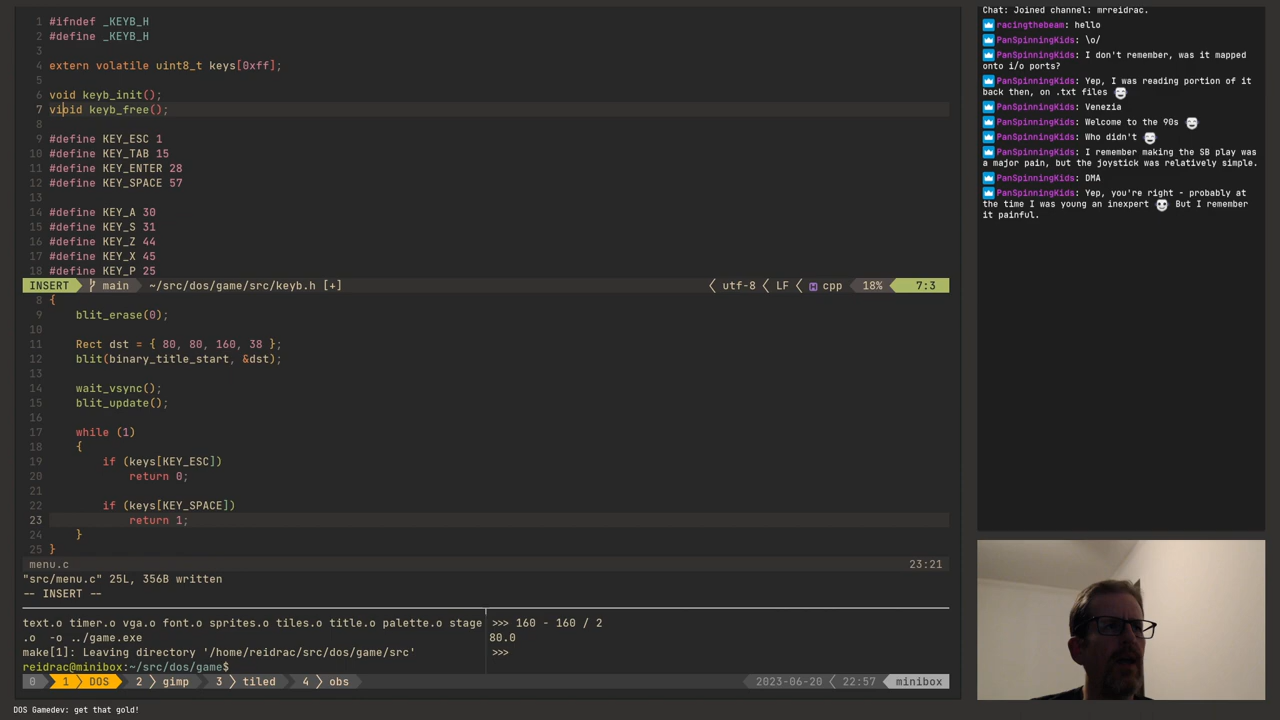 1 #ifndef _KEYB_H
2 #define _KEYB_H
3
4 extern volatile uint8_t keys[0xff];
5
6 void keyb_init();
7 vioid keyb_free();
8
9 #define KEY_ESC 1
10 #define KEY_TAB 15
11 #define KEY_ENTER 28
12 #define KEY_SPACE 57
13
14 #define KEY_A 30
15 #define KEY_S 31
16 #define KEY_Z 44
17 #define KEY_X 45
18 #define KEY_P 25
INSERT main ~/src/dos/game/src/keyb.h [+] utf-8 LF cpp 18% 7:3
8 {
9 blit_erase(0);
10
11 Rect dst = { 80, 80, 160, 38 };
12 blit(binary_title_start, &dst);
13
14 wait_vsync();
15 blit_update();
16
17 while (1)
18 {
19 if (keys[KEY_ESC])
20 return 0;
21
22 if (keys[KEY_SPACE])
23 return 1;
24 }
25 }
menu.c 23:21
"src/menu.c" 25L, 356B written
-- INSERT --
text.o timer.o vga.o font.o sprites.o tiles.o title.o palette.o stage
.o -o ../game.exe
make[1]: Leaving directory '/home/reidrac/src/dos/game/src'
reidrac@minibox:~/src/dos/game$
>>> 160 - 160 / 2
80.0
>>>
0 1 DOS 2 gimp 3 tiled 4 obs 2023-06-20 22:57 minibox
DOS Gamedev: get that gold!
Chat: Joined channel: mrreidrac.
racingthebeam: hello
PanSpinningKids: \o/
PanSpinningKids: I don't remember, was it mapped
onto i/o ports?
PanSpinningKids: Yep, I was reading portion of it
back then, on .txt files
PanSpinningKids: Venezia
PanSpinningKids: Welcome to the 90s
PanSpinningKids: Who didn't
PanSpinningKids: I remember making the SB play was
a major pain, but the joystick was relatively simple.
PanSpinningKids: DMA
PanSpinningKids: Yep, you're right - probably at
the time I was young an inexpert But I remember
it painful.